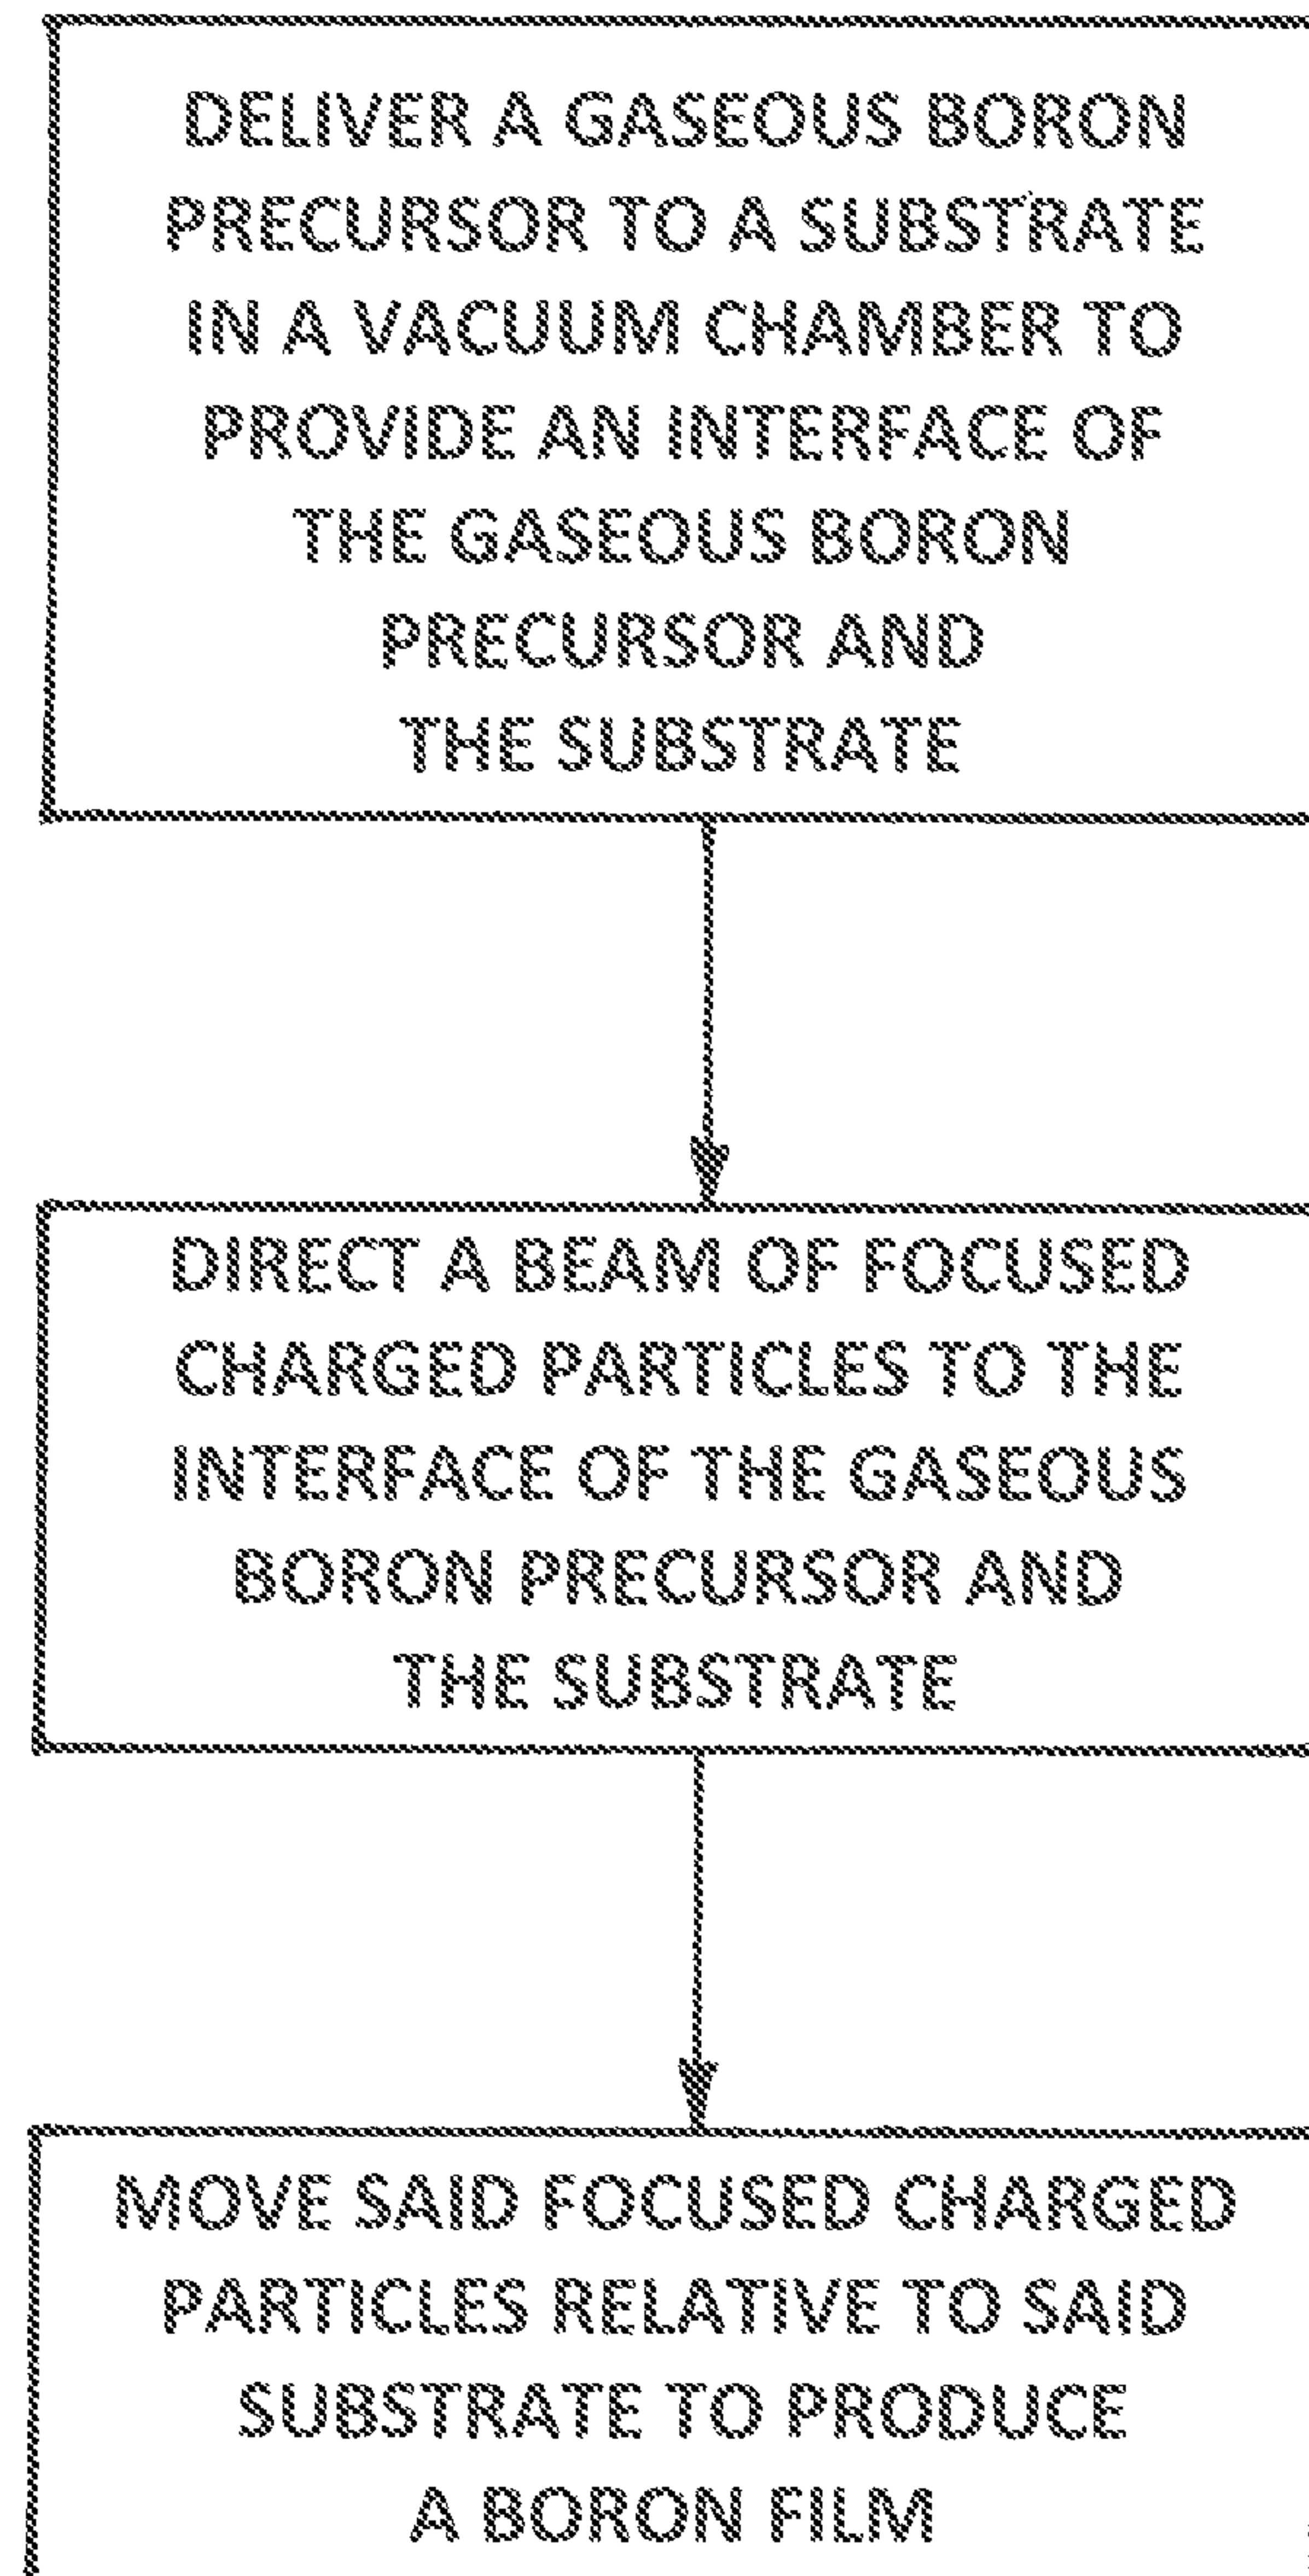 DELIVER A GASEOUS BORON
PRECURSOR TO A SUBSTRATE
IN A VACUUM CHAMBER TO
PROVIDE AN INTERFACE OF
THE GASEOUS BORON
PRECURSOR AND
THE SUBSTRATE
DIRECT A BEAM OF FOCUSED
CHARGED PARTICLES TO THE
INTERFACE OF THE GASEOUS
BORON PRECURSOR AND
THE SUBSTRATE
MOVE SAID FOCUSED CHARGED
PARTICLES RELATIVE TO SAID
SUBSTRATE TO PRODUCE
A BORON FILM